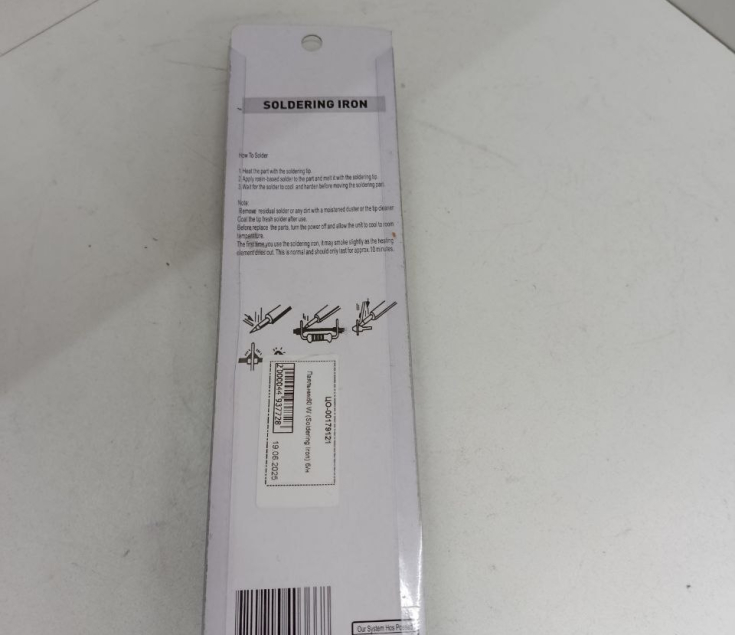 SOLDERING IRON
How To Solder
1. Heat the part with the soldering tip.
2. Apply rosin-based solder to the part and melt it with the soldering tip.
3. Wait for the solder to cool and harden before moving the soldering part.
Note:
Remove residual solder or any dirt with a moistened duster or the tip cleaner
Coat the tip fresh solder after use.
Before replace the parts, turn the power off and allow the unit to cool to room
temperature.
The first time you use the soldering iron, it may smoke slightly as the heating
element dries out. This is normal and should only last for approx. 10 minutes.
ЦО-00179121
60 W (Soldering iron) б/н
19.06.2025
Our System Has